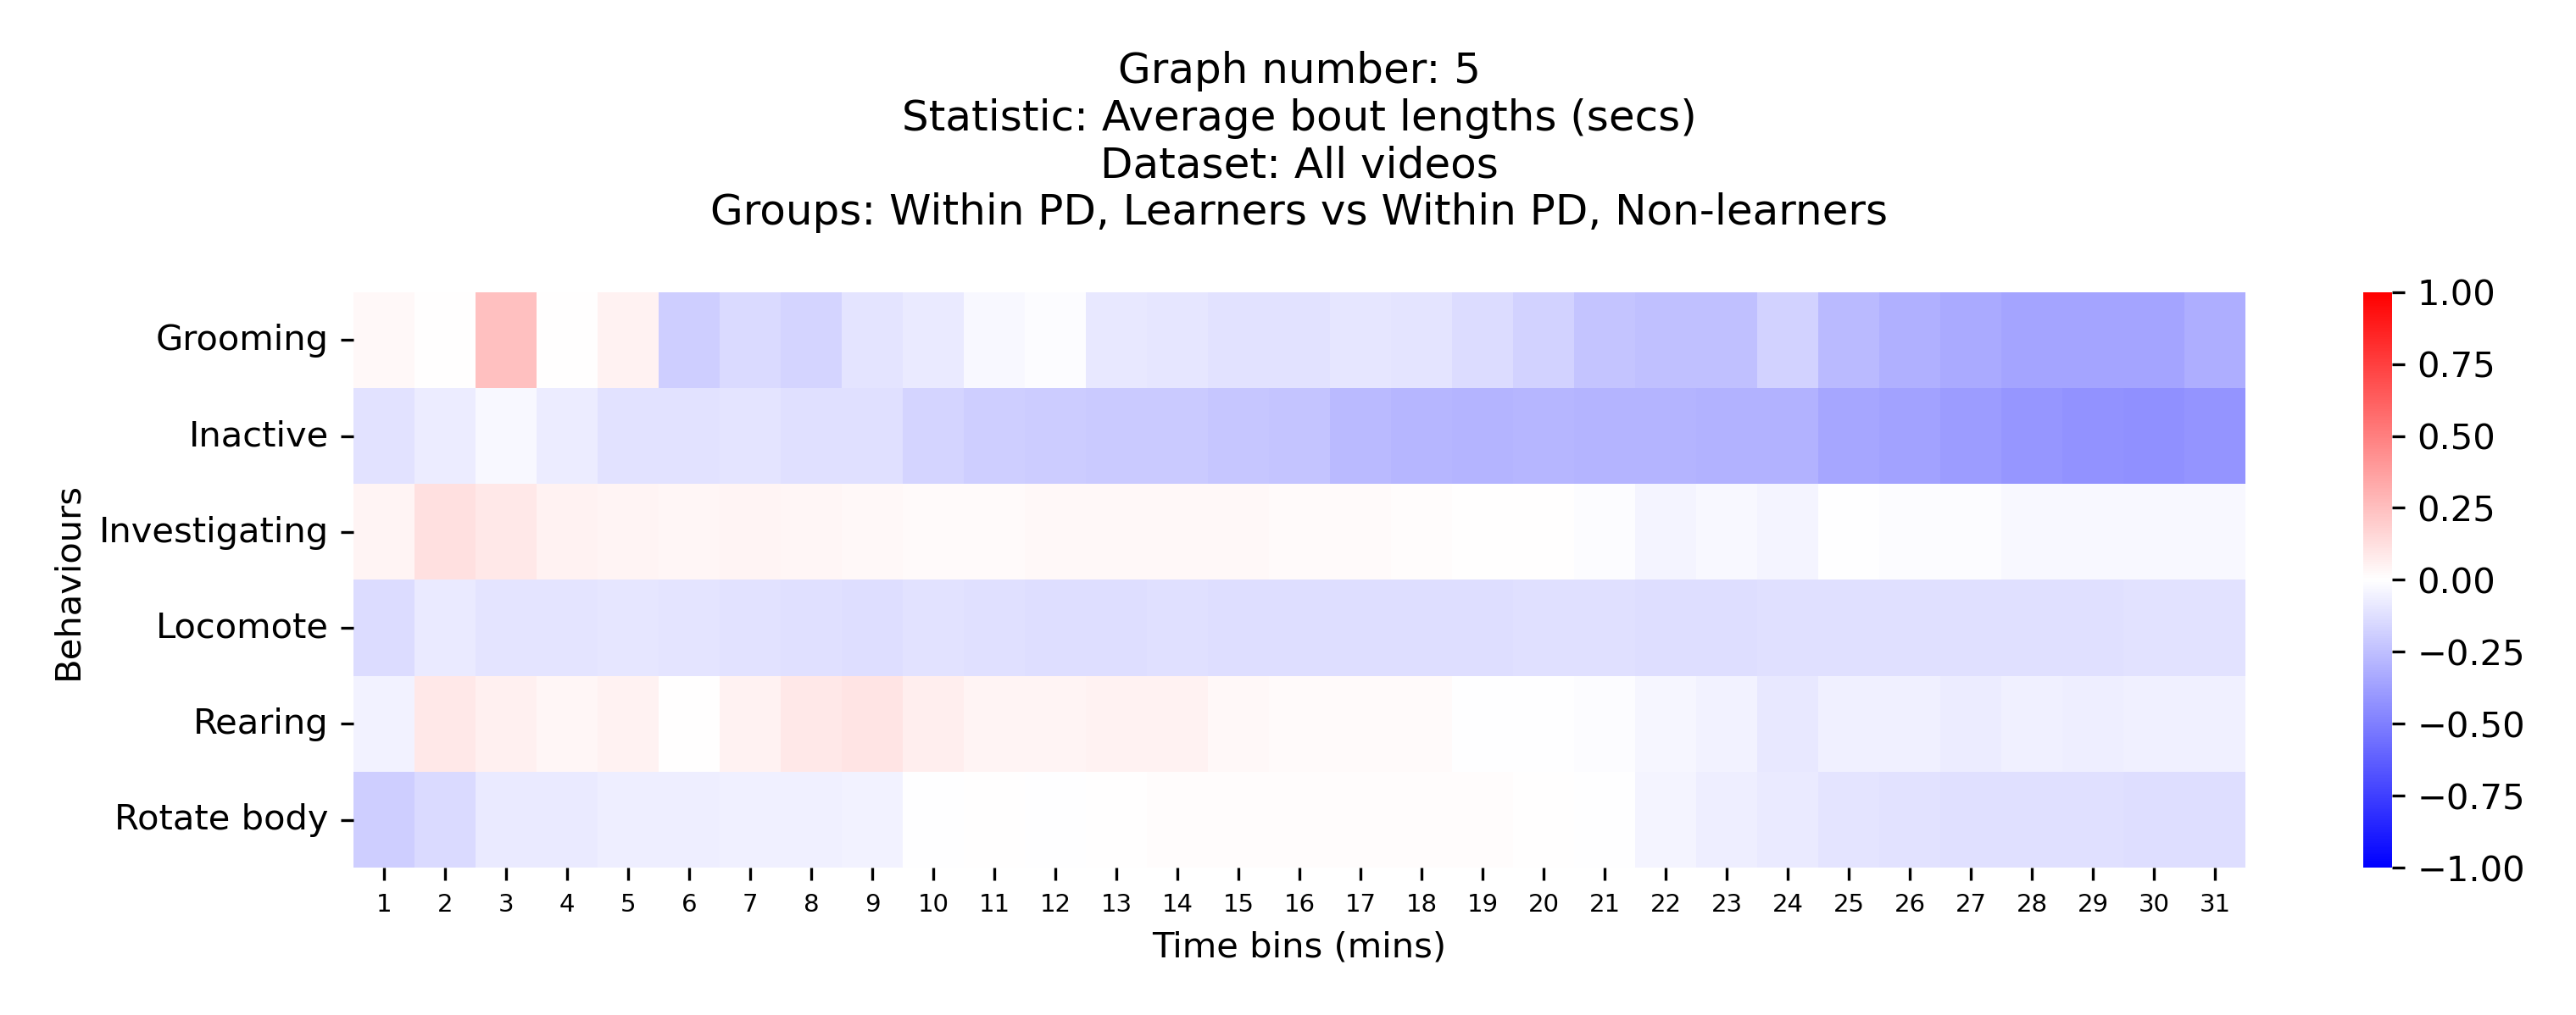 Graph number: 5
Statistic: Average bout lengths (secs)
Dataset: All videos
Groups: Within PD, Learners vs Within PD, Non-learners
Behaviours
Grooming
Inactive
Investigating
Locomote
Rearing
Rotate body
1 2 3 4 5 6 7 8 9 10 11 12 13 14 15 16 17 18 19 20 21 22 23 24 25 26 27 28 29 30 31
Time bins (mins)
1.00
0.75
0.50
0.25
0.00
−0.25
−0.50
−0.75
−1.00